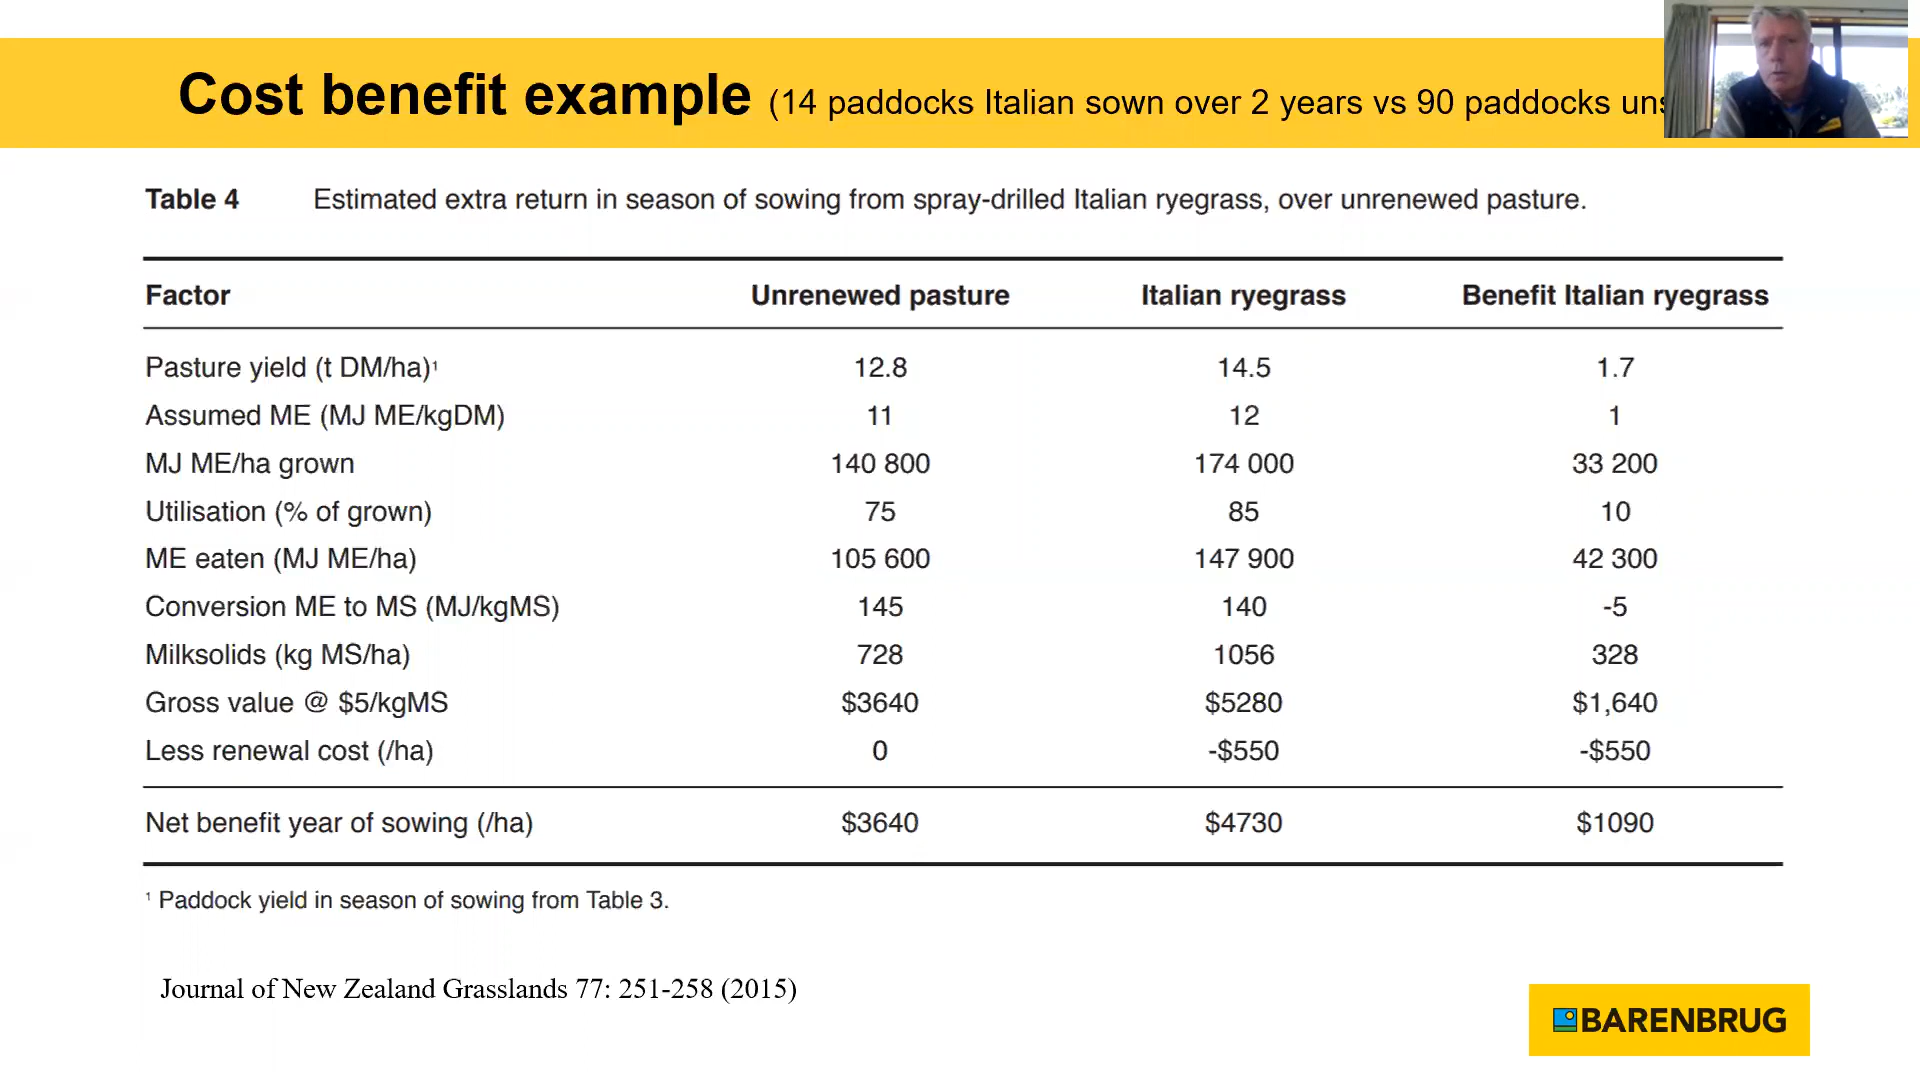 Cost benefit example (14 paddocks Italian sown over 2 years vs 90 paddocks
Table 4 Estimated extra return in season of sowing from spray-drilled Italian ryegrass, over unrenewed pasture.
Factor Unrenewed pasture Italian ryegrass Benefit Italian ryegrass
Pasture yield (t DM/ha)¹ 12.8 14.5 1.7
Assumed ME (MJ ME/kgDM) 11 12 1
MJ ME/ha grown 140 800 174 000 33 200
Utilisation (% of grown) 75 85 10
ME eaten (MJ ME/ha) 105 600 147 900 42 300
Conversion ME to MS (MJ/kgMS) 145 140 -5
Milksolids (kg MS/ha) 728 1056 328
Gross value @ $5/kgMS $3640 $5280 $1,640
Less renewal cost (/ha) 0 -$550 -$550
Net benefit year of sowing (/ha) $3640 $4730 $1090
¹ Paddock yield in season of sowing from Table 3.
Journal of New Zealand Grasslands 77: 251-258 (2015)
BARENBRUG